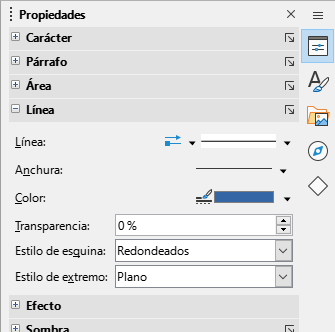 Propiedades
Carácter
Párrafo
Área
Línea
Línea:
Anchura:
Color:
Transparencia: 0 %
Estilo de esquina: Redondeados
Estilo de extremo: Plano
Efecto
Sombra